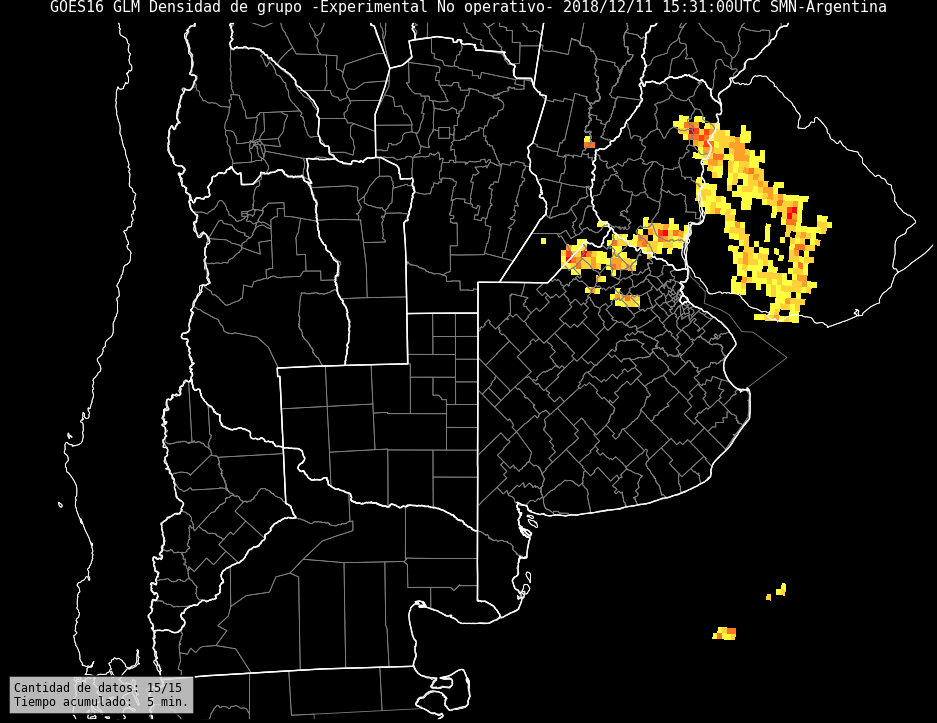 GOES16 GLM Densidad de grupo -Experimental No operativo- 2018/12/11 15:31:00UTC SMN-Argentina
Cantidad de datos: 15/15
Tiempo acumulado:  5 min.